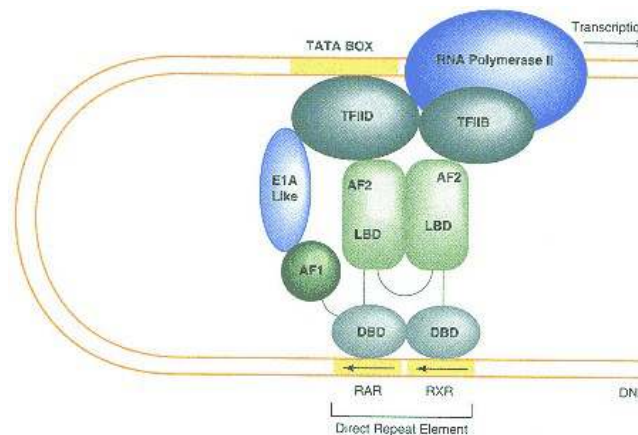 Transcriptio
TATA BOX
RNA Polymerase II
TFIID
TFIIB
E1A
Like
AF2
AF2
LBD
LBD
AF1
DBD
DBD
RAR
RXR
DN
Direct Repeat Element